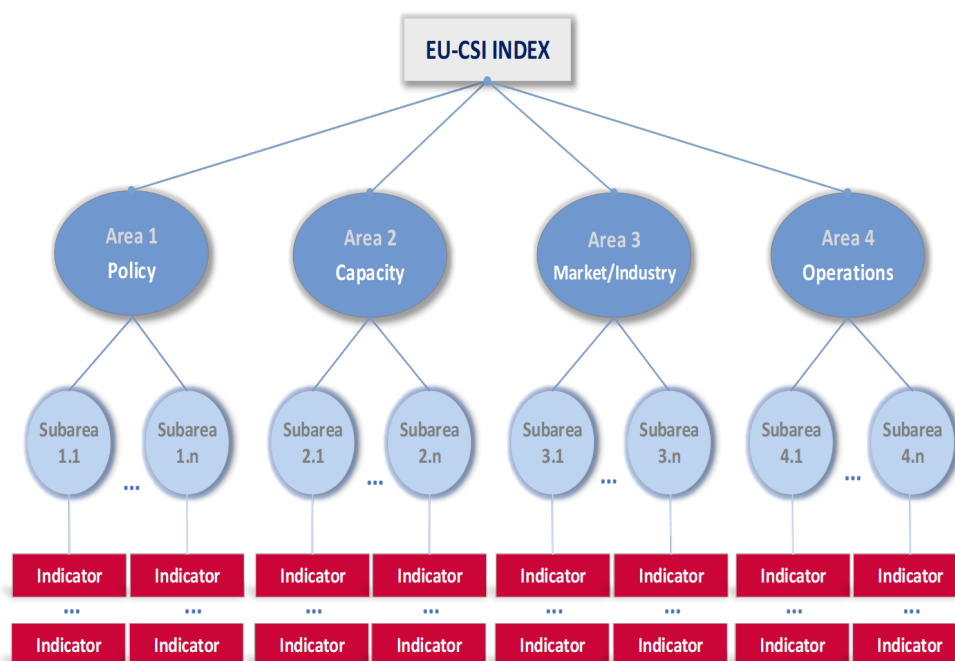 EU-CSI INDEX
Area 1
Policy
Area 2
Capacity
Area 3
Market/Industry
Area 4
Operations
Subarea
1.1
...
Subarea
1.n
Subarea
2.1
...
Subarea
2.n
Subarea
3.1
...
Subarea
3.n
Subarea
4.1
...
Subarea
4.n
Indicator
Indicator
Indicator
Indicator
Indicator
Indicator
Indicator
Indicator
...
...
...
...
...
...
...
...
Indicator
Indicator
Indicator
Indicator
Indicator
Indicator
Indicator
Indicator